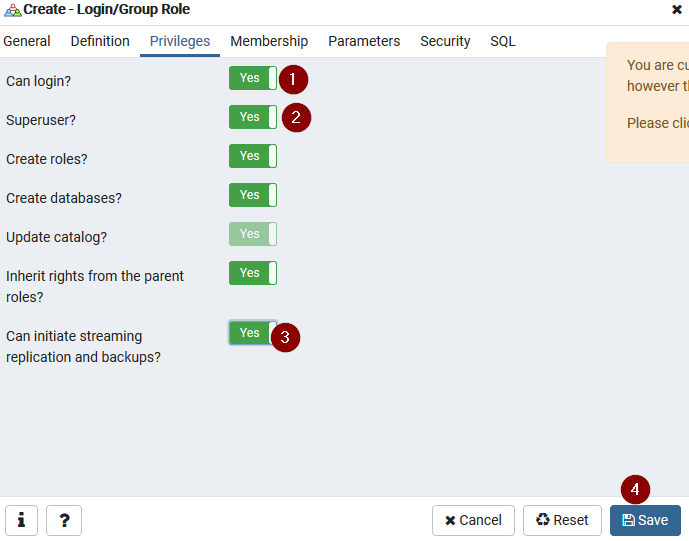 Create - Login/Group Role
General Definition Privileges Membership Parameters Security SQL
You are
however
Please
Can login? Yes 1
Superuser? Yes 2
Create roles? Yes
Create databases? Yes
Update catalog? Yes
Inherit rights from the parent
roles? Yes
Can initiate streaming
replication and backups? Yes 3
4
i ? Cancel Reset Save